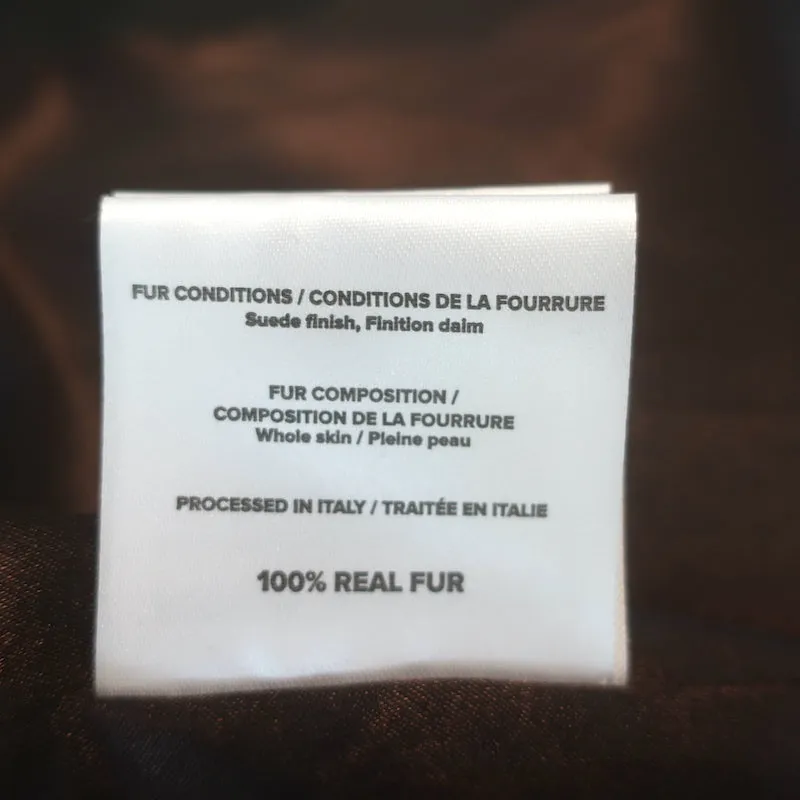 FUR CONDITIONS / CONDITIONS DE LA FOURRURE
Suede finish, Finition daim
FUR COMPOSITION /
COMPOSITION DE LA FOURRURE
Whole skin / Pleine peau
PROCESSED IN ITALY / TRAITÉE EN ITALIE
100% REAL FUR